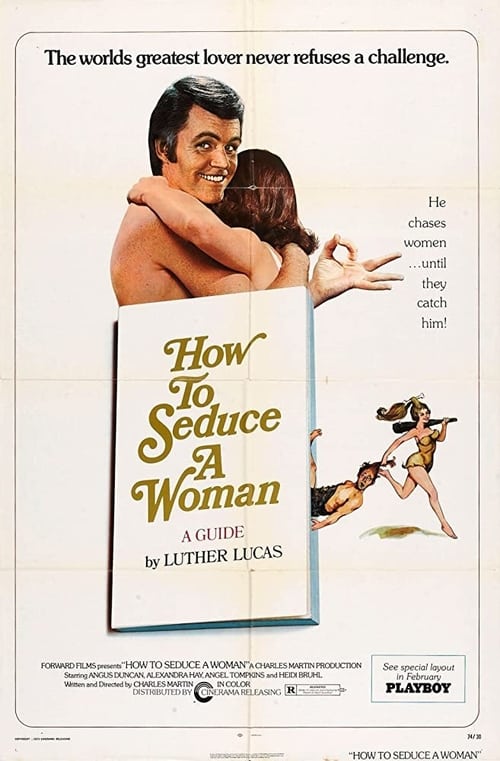 The worlds greatest lover never refuses a challenge.
He
chases
women
...until
they
catch
him!
How
To
Seduce
A
Woman
A GUIDE
by LUTHER LUCAS
FORWARD FILMS presents "HOW TO SEDUCE A WOMAN" A CHARLES MARTIN PRODUCTION
Starring ANGUS DUNCAN, ALEXANDRA HAY, ANGEL TOMPKINS and HEIDI BRUHL
Written and Directed by CHARLES MARTIN IN COLOR
DISTRIBUTED BY CINERAMA RELEASING R RESTRICTED
See special layout
in February
PLAYBOY
74/30
"HOW TO SEDUCE A WOMAN"